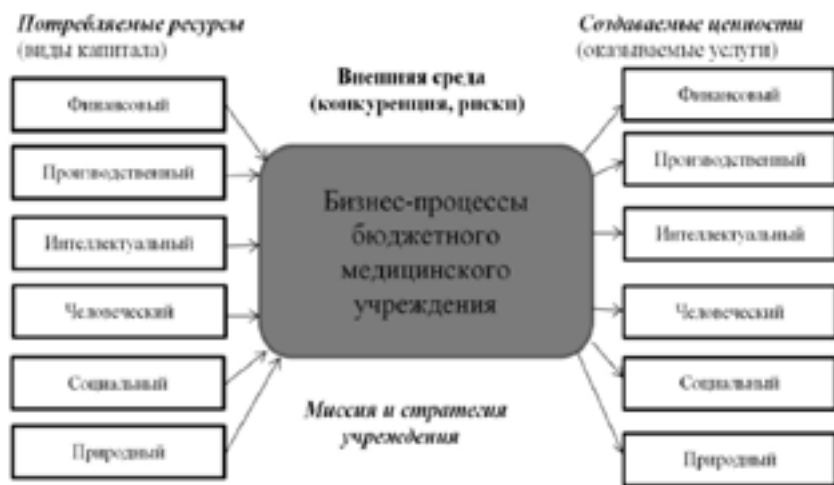 Потребляемые ресурсы
(виды капитала)
Финансовый
Производственный
Интеллектуальный
Человеческий
Социальный
Природный
Внешняя среда
(конкуренция, риски)
Бизнес-процессы
бюджетного
медицинского
учреждения
Миссия и стратегия
учреждения
Создаваемые ценности
(оказываемые услуги)
Финансовый
Производственный
Интеллектуальный
Человеческий
Социальный
Природный